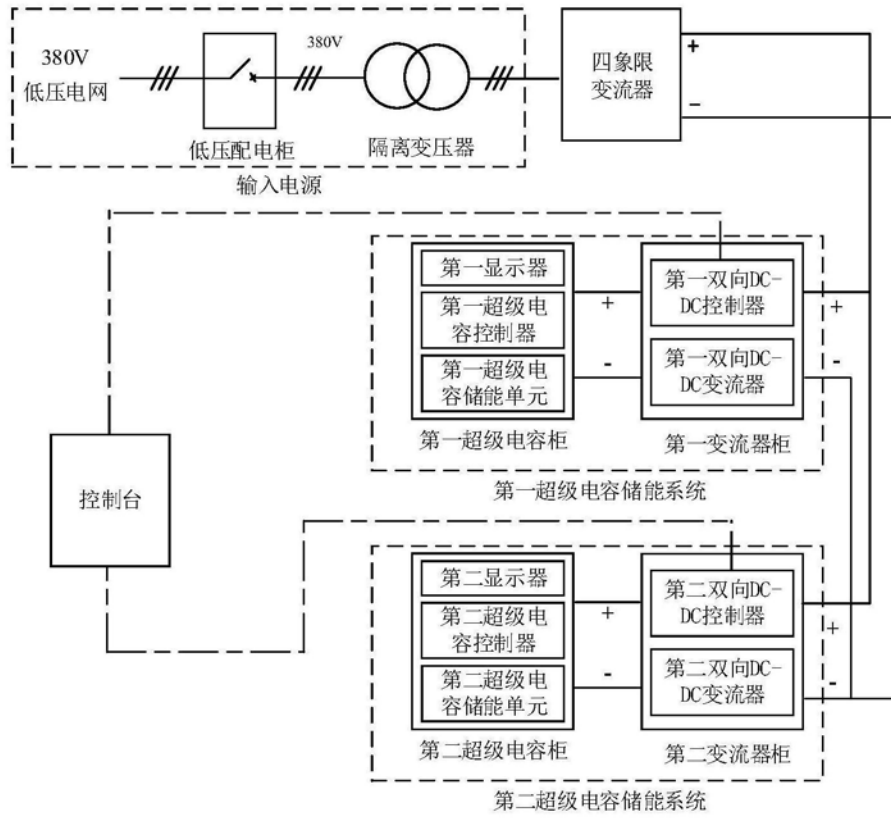 380V
低压电网
380V
低压配电柜
隔离变压器
输入电源
四象限
变流器
+
−
第一显示器
第一超级电
容控制器
第一超级电
容储能单元
第一超级电容柜
+
-
第一双向DC-
DC控制器
第一双向DC-
DC变流器
第一变流器柜
+
-
第一超级电容储能系统
控制台
第二显示器
第二超级电
容控制器
第二超级电
容储能单元
第二超级电容柜
+
-
第二双向DC-
DC控制器
第二双向DC-
DC变流器
第二变流器柜
+
-
第二超级电容储能系统